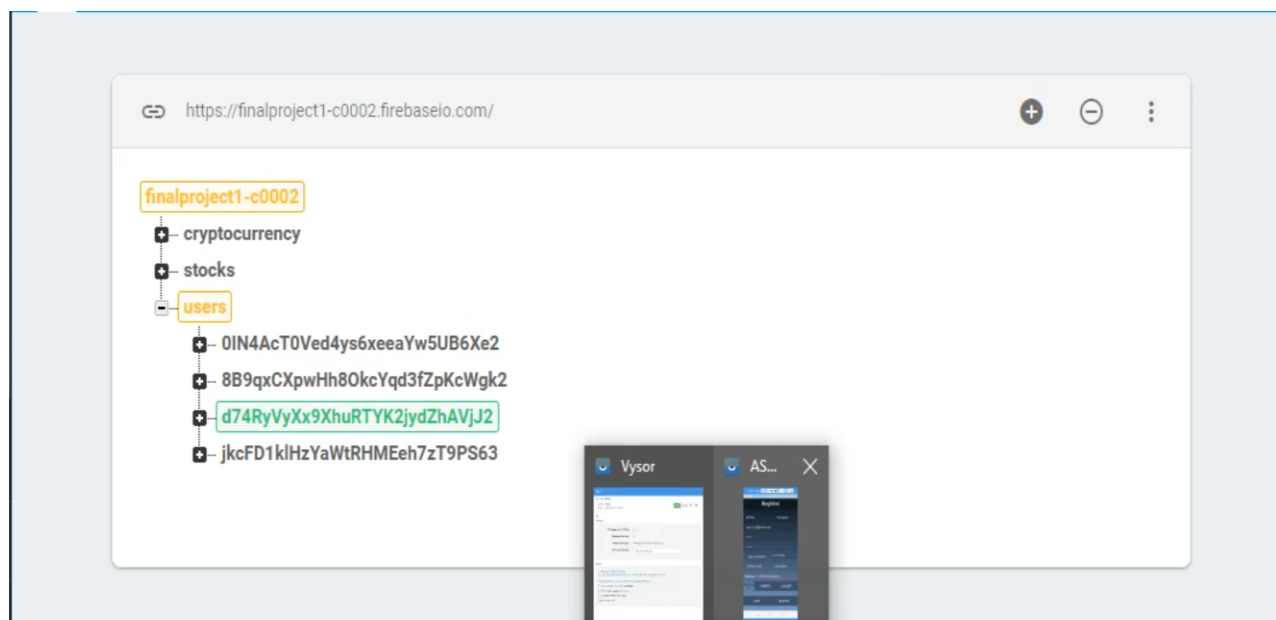 https://finalproject1-c0002.firebaseio.com/
finalproject1-c0002
cryptocurrency
stocks
users
0IN4AcT0Ved4ys6xeeaYw5UB6Xe2
8B9qxCXpwHh8OkcYqd3fZpKcWgk2
d74RyVyXx9XhuRTYK2jydZhAVjJ2
jkcFD1klHzYaWtRHMEeh7zT9PS63
Vysor
AS...
Register